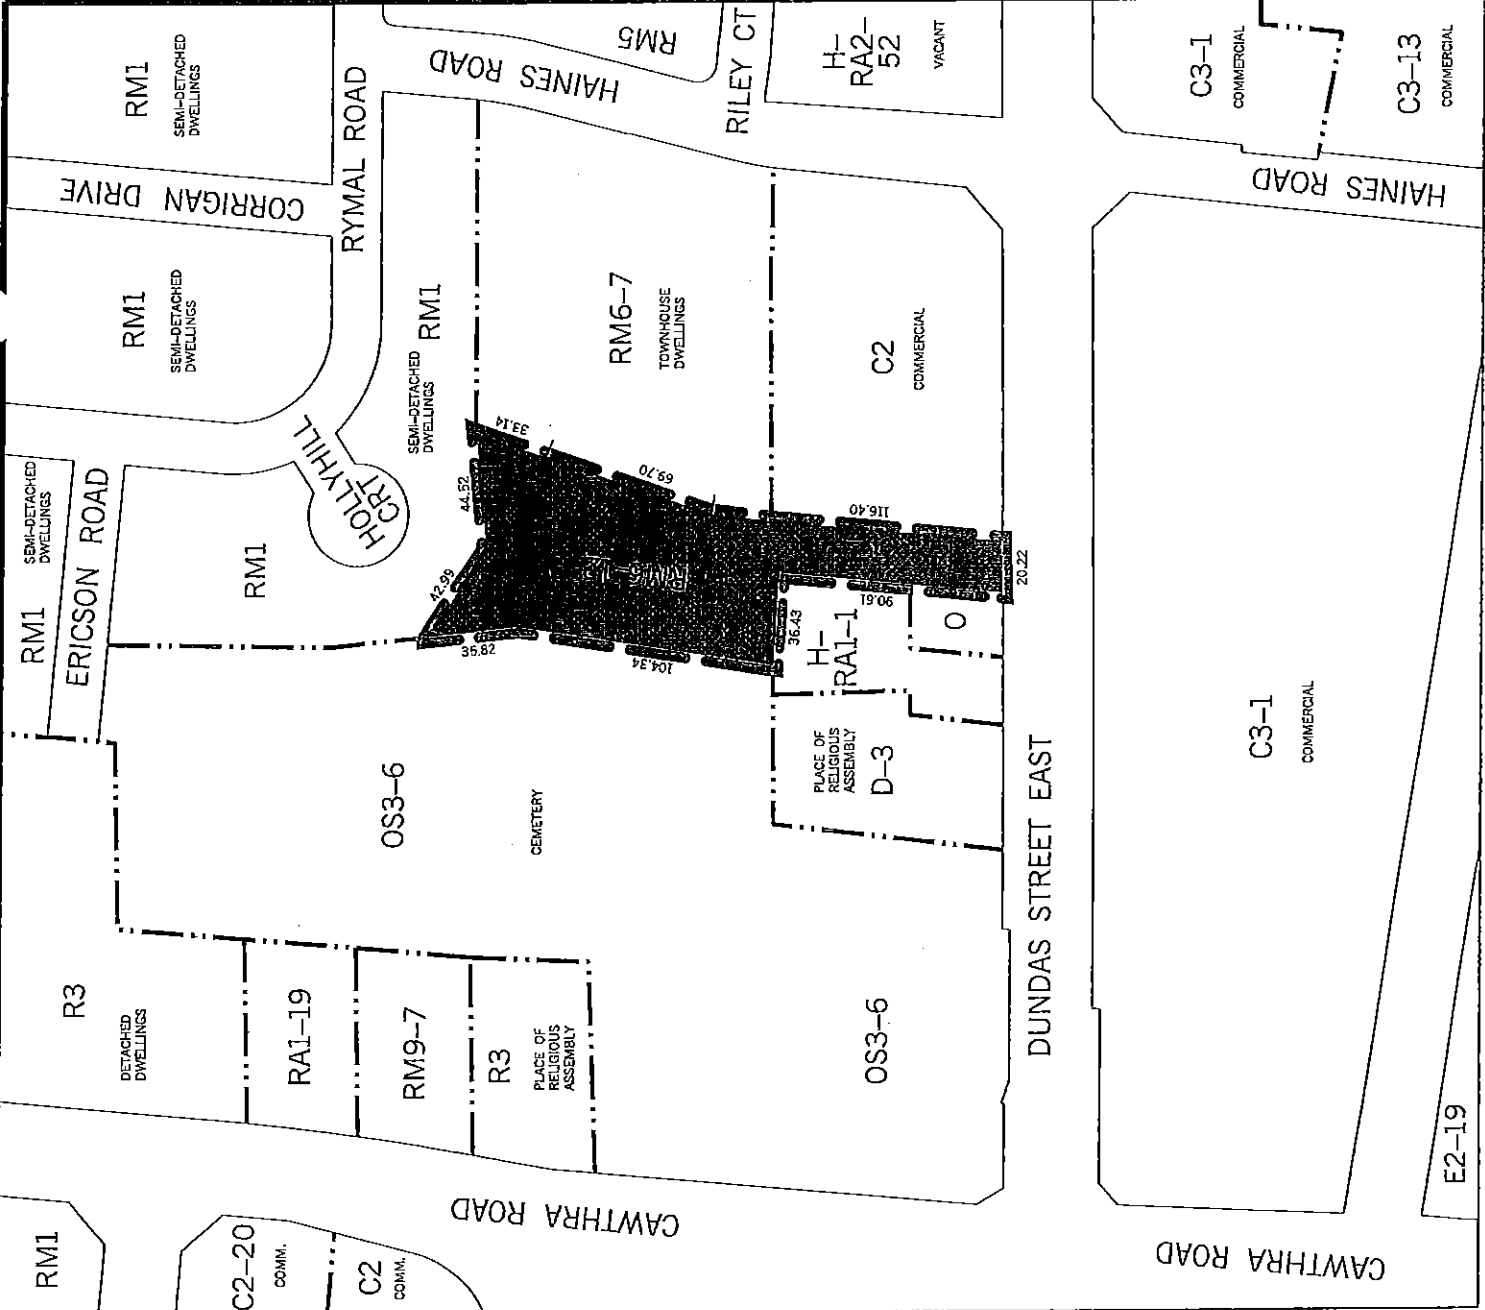 RM1
SEMI-DETACHED
DWELLINGS
CORRIGAN DRIVE
RYMAL ROAD
HAINES ROAD
RM5
RILEY CT
H-
RA2-
52
VACANT
C3-1
COMMERCIAL
C3-13
COMMERCIAL
HAINES ROAD
RM1
SEMI-DETACHED
DWELLINGS
RM1
SEMI-DETACHED
DWELLINGS
RM6-7
TOWNHOUSE
DWELLINGS
C2
COMMERCIAL
HOLLYHILL
CRT
RM1
SEMI-DETACHED
DWELLINGS
ERICSON ROAD
RM1
44.52
33.14
69.70
116.40
20.22
90.61
36.43
104.34
35.82
42.99
H-
RA1-1
O
PLACE OF
RELIGIOUS
ASSEMBLY
D-3
OS3-6
CEMETERY
DUNDAS STREET EAST
C3-1
COMMERCIAL
R3
DETACHED
DWELLINGS
RA1-19
RM9-7
R3
PLACE OF
RELIGIOUS
ASSEMBLY
OS3-6
E2-19
CAWTHRA ROAD
CAWTHRA ROAD
RM1
C2-20
COMM.
C2
COMM.